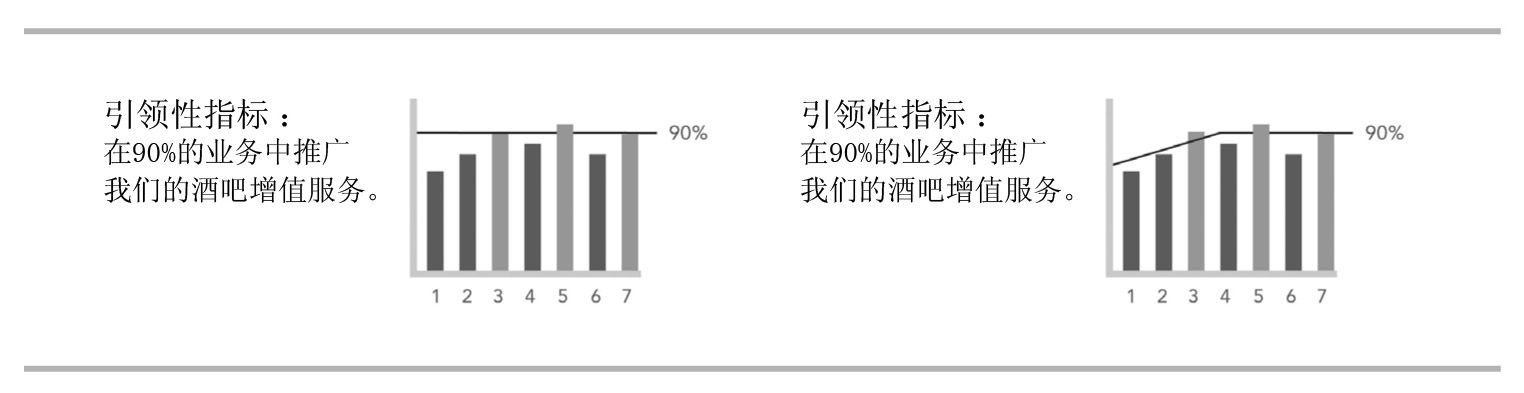 引领性指标：
在90%的业务中推广
我们的酒吧增值服务。
90%
1 2 3 4 5 6 7
引领性指标：
在90%的业务中推广
我们的酒吧增值服务。
90%
1 2 3 4 5 6 7